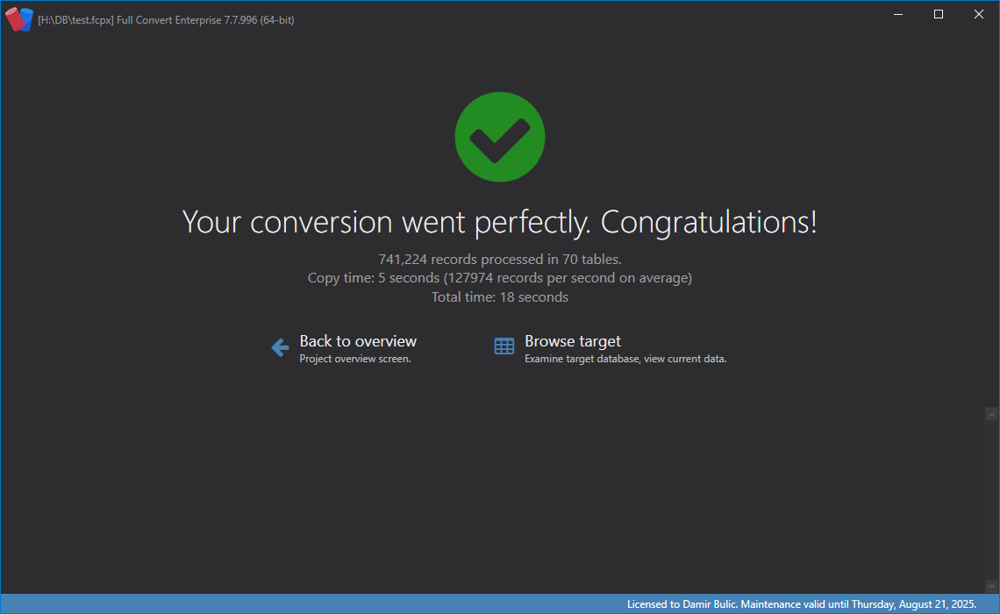 [H:\DB\test.fcpx] Full Convert Enterprise 7.7.996 (64-bit)
Your conversion went perfectly. Congratulations!
741,224 records processed in 70 tables.
Copy time: 5 seconds (127974 records per second on average)
Total time: 18 seconds
Back to overview
Project overview screen.
Browse target
Examine target database, view current data.
Licensed to Damir Bulic. Maintenance valid until Thursday, August 21, 2025.